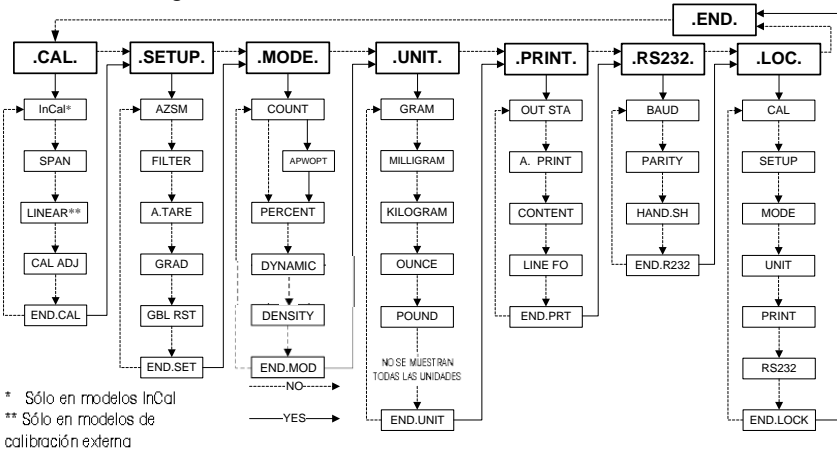 .END.
.CAL.
InCal*
SPAN
LINEAR**
CAL ADJ
END.CAL
.SETUP.
AZSM
FILTER
A.TARE
GRAD
GBL RST
END.SET
.MODE.
COUNT
APWOPT
PERCENT
DYNAMIC
DENSITY
END.MOD
.UNIT.
GRAM
MILLIGRAM
KILOGRAM
OUNCE
POUND
NO SE MUESTRAN
TODAS LAS UNIDADES
END.UNIT
.PRINT.
OUT STA
A. PRINT
CONTENT
LINE FO
END.PRT
.RS232.
BAUD
PARITY
HAND.SH
END.R232
.LOC.
CAL
SETUP
MODE
UNIT
PRINT
RS232
END.LOCK
NO
YES
* Sólo en modelos InCal
** Sólo en modelos de
calibración externa